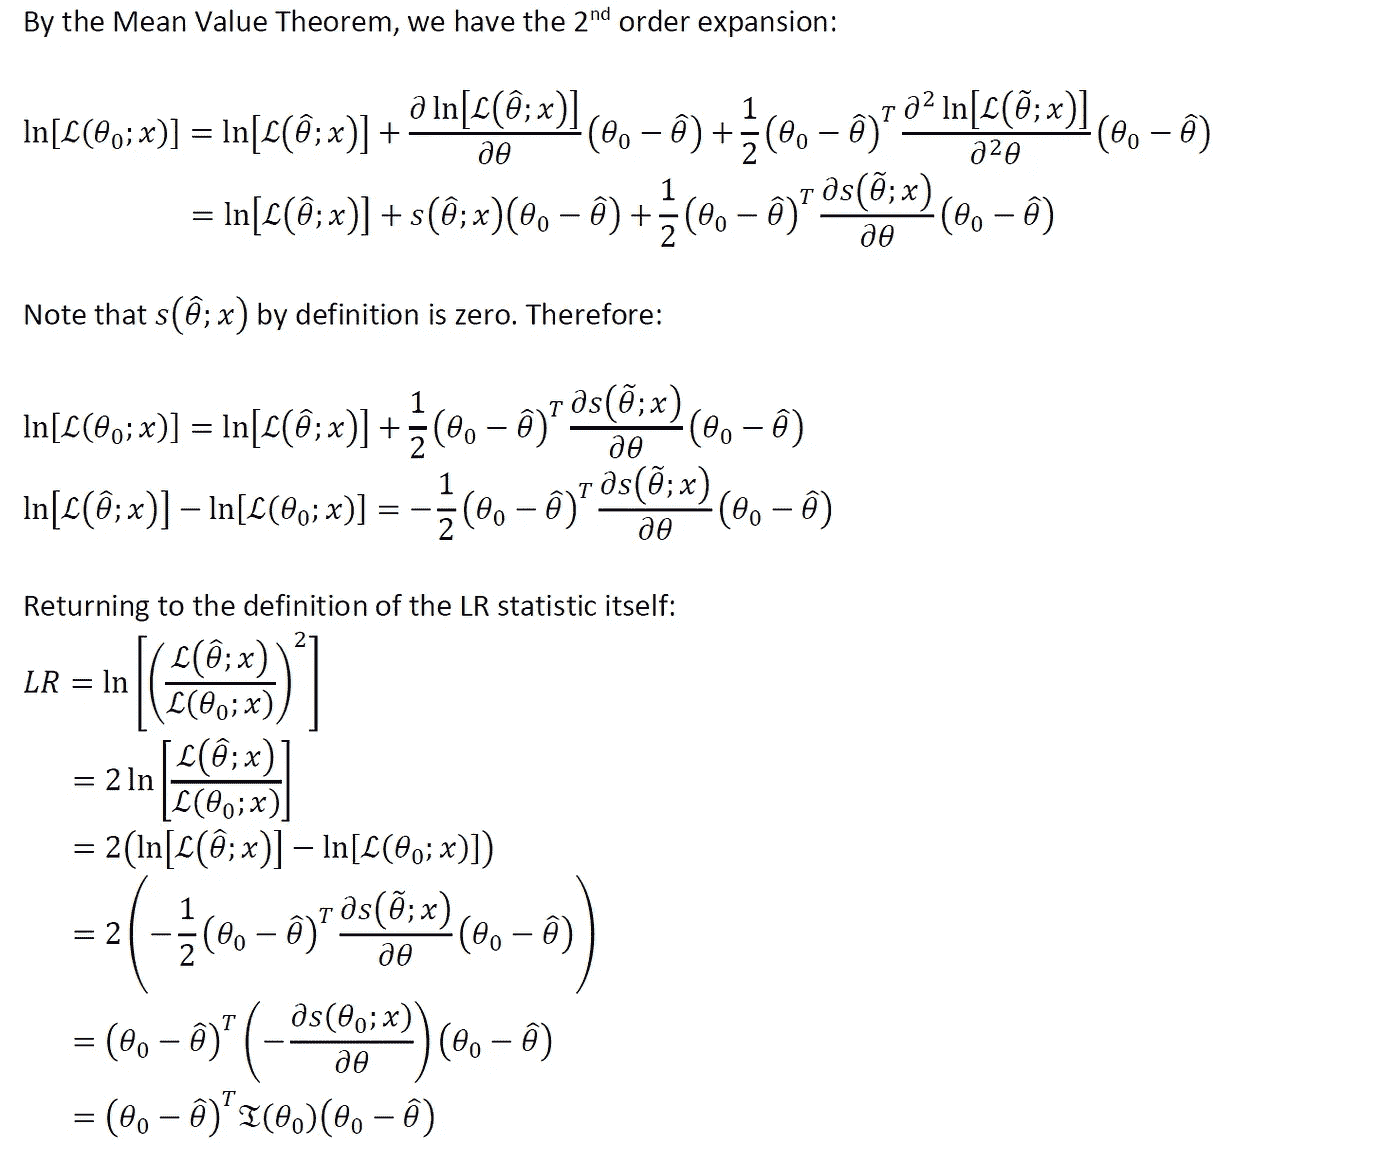 By the Mean Value Theorem, we have the 2ⁿᵈ order expansion:
ln[ℒ(θ₀; x)] = ln[ℒ(θ̂; x)] + ∂ ln[ℒ(θ̂; x)]/∂θ (θ₀ − θ̂) + 1/2 (θ₀ − θ̂)ᵀ ∂² ln[ℒ(θ̃; x)]/∂²θ (θ₀ − θ̂)
= ln[ℒ(θ̂; x)] + s(θ̂; x)(θ₀ − θ̂) + 1/2 (θ₀ − θ̂)ᵀ ∂s(θ̃; x)/∂θ (θ₀ − θ̂)
Note that s(θ̂; x) by definition is zero. Therefore:
ln[ℒ(θ₀; x)] = ln[ℒ(θ̂; x)] + 1/2 (θ₀ − θ̂)ᵀ ∂s(θ̃; x)/∂θ (θ₀ − θ̂)
ln[ℒ(θ̂; x)] − ln[ℒ(θ₀; x)] = −1/2 (θ₀ − θ̂)ᵀ ∂s(θ̃; x)/∂θ (θ₀ − θ̂)
Returning to the definition of the LR statistic itself:
LR = ln[(ℒ(θ̂; x)/ℒ(θ₀; x))²]
= 2 ln[ℒ(θ̂; x)/ℒ(θ₀; x)]
= 2(ln[ℒ(θ̂; x)] − ln[ℒ(θ₀; x)])
= 2(−1/2 (θ₀ − θ̂)ᵀ ∂s(θ̃; x)/∂θ (θ₀ − θ̂))
= (θ₀ − θ̂)ᵀ (−∂s(θ₀; x)/∂θ) (θ₀ − θ̂)
= (θ₀ − θ̂)ᵀ 𝔗(θ₀)(θ₀ − θ̂)